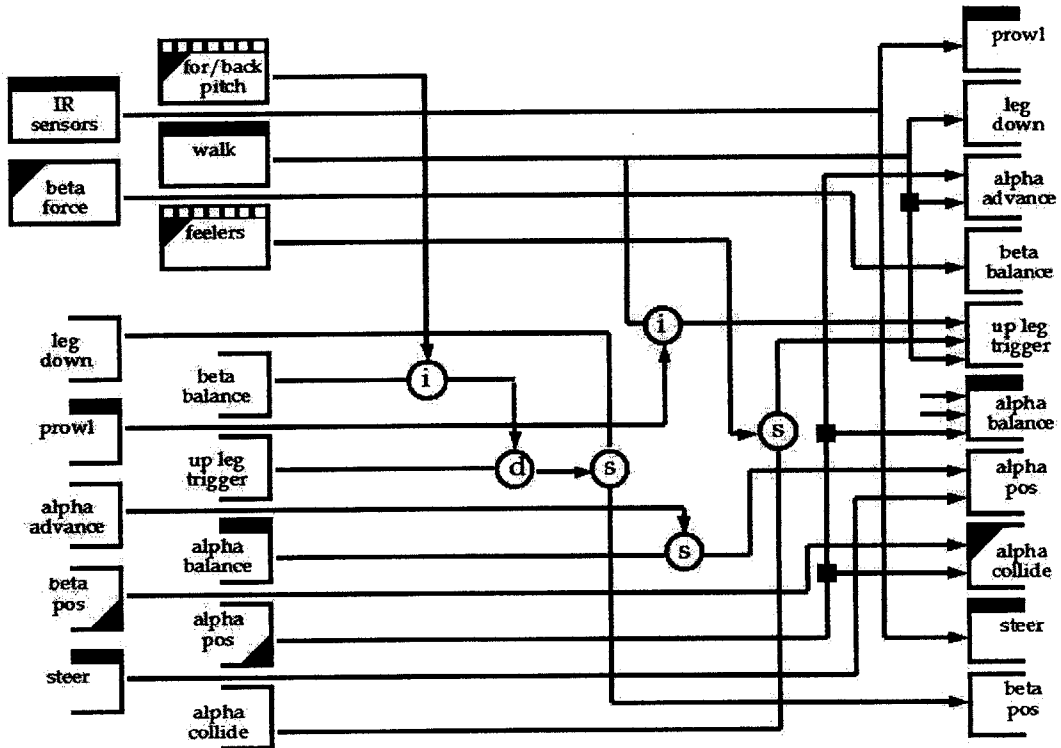 for/back
pitch
IR
sensors
walk
beta
force
feelers
leg
down
beta
balance
prowl
up leg
trigger
alpha
advance
alpha
balance
beta
pos
alpha
pos
steer
alpha
collide
i
d
s
s
i
s
prowl
leg
down
alpha
advance
beta
balance
up leg
trigger
alpha
balance
alpha
pos
alpha
collide
steer
beta
pos